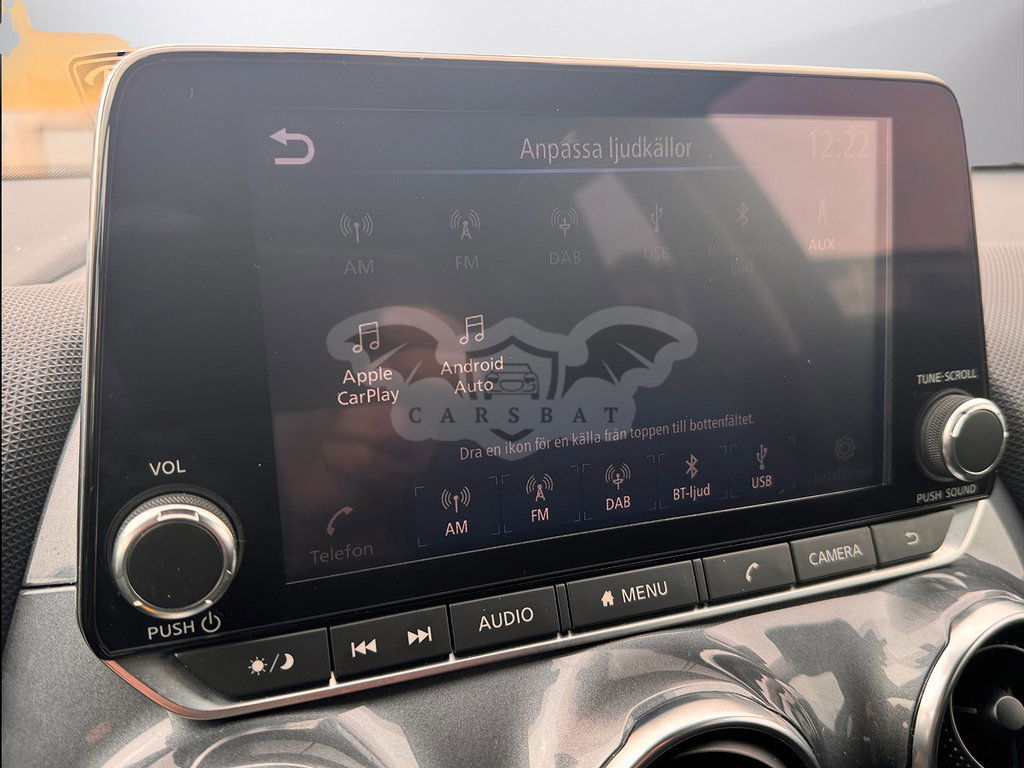 Anpassa ljudkällor
12:22
AM
FM
DAB
USB
Bluetooth®
ljud
AUX
Apple
CarPlay
Android
Auto
CARSBAT
Dra en ikon för en källa från toppen till bottenfältet.
Telefon
AM
FM
DAB
BT-ljud
USB
Inställningar
VOL
PUSH
TUNE·SCROLL
PUSH SOUND
AUDIO
MENU
CAMERA